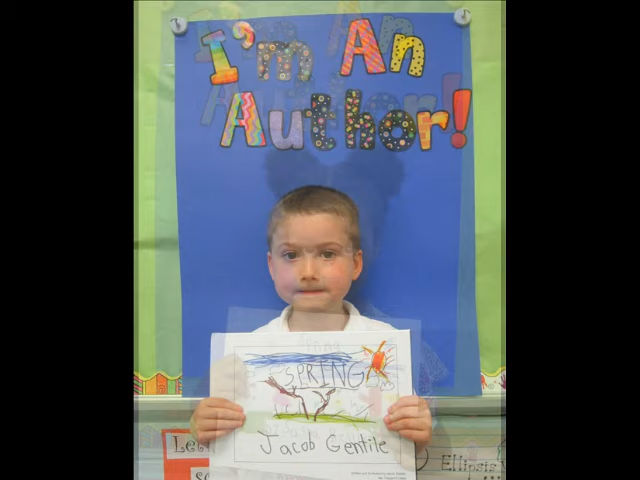 I'm An
Author!
SPRING
Jacob Gentile
Ellipsis